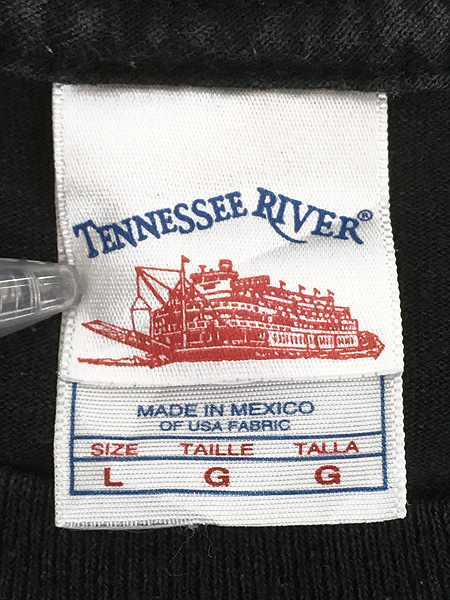 TENNESSEE RIVER®
MADE IN MEXICO
OF USA FABRIC
SIZE TAILLE TALLA
L G G